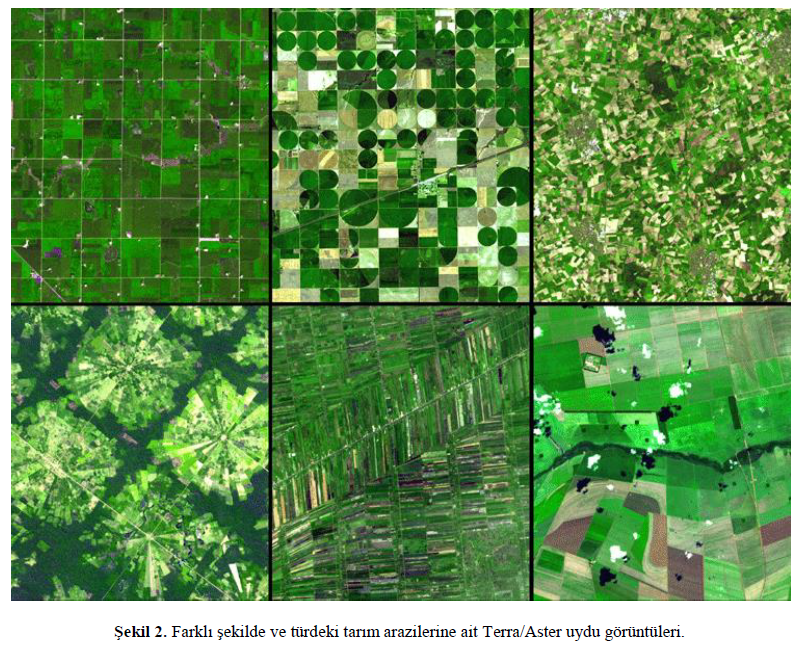 Şekil 2. Farklı şekilde ve türdeki tarım arazilerine ait Terra/Aster uydu görüntüleri.